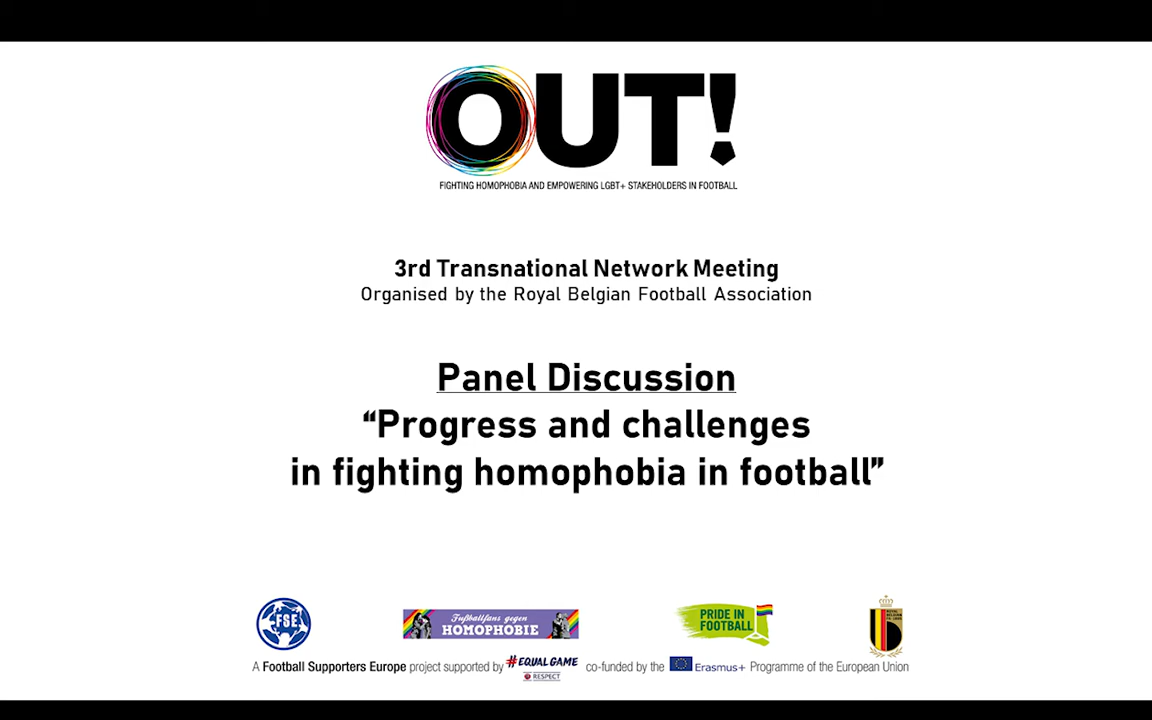 OUT!
FIGHTING HOMOPHOBIA AND EMPOWERING LGBT+ STAKEHOLDERS IN FOOTBALL
3rd Transnational Network Meeting
Organised by the Royal Belgian Football Association
Panel Discussion
“Progress and challenges
in fighting homophobia in football”
FSE
Fußballfans gegen
HOMOPHOBIE
PRIDE IN
FOOTBALL
A Football Supporters Europe project supported by #EQUALGAME co-funded by the Erasmus+ Programme of the European Union
RESPECT